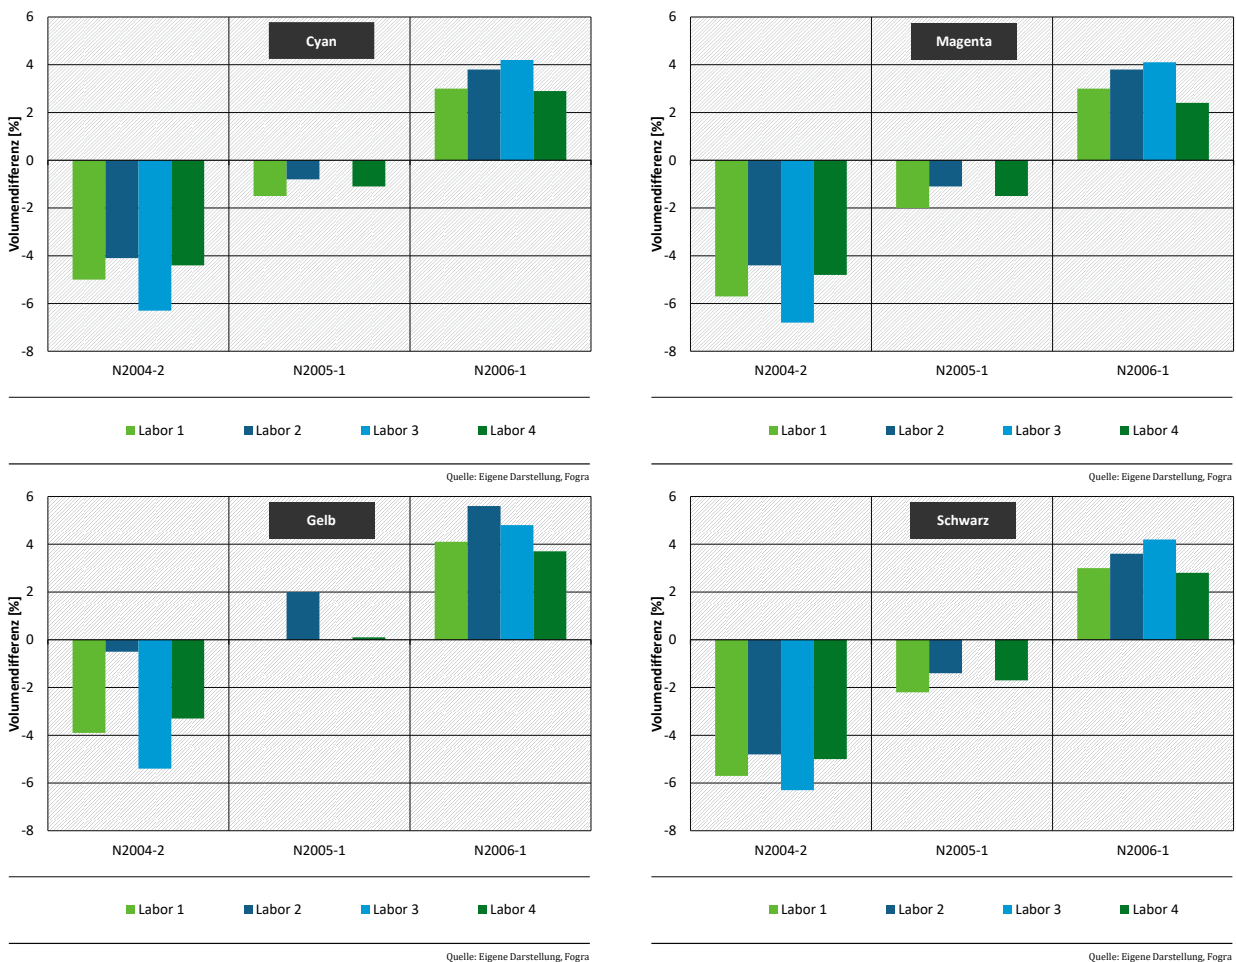 Cyan
Volumendifferenz [%]
6
4
2
0
-2
-4
-6
-8
N2004-2 N2005-1 N2006-1
Labor 1 Labor 2 Labor 3 Labor 4
Quelle: Eigene Darstellung, Fogra
Magenta
Volumendifferenz [%]
6
4
2
0
-2
-4
-6
-8
N2004-2 N2005-1 N2006-1
Labor 1 Labor 2 Labor 3 Labor 4
Quelle: Eigene Darstellung, Fogra
Gelb
Volumendifferenz [%]
6
4
2
0
-2
-4
-6
-8
N2004-2 N2005-1 N2006-1
Labor 1 Labor 2 Labor 3 Labor 4
Quelle: Eigene Darstellung, Fogra
Schwarz
Volumendifferenz [%]
6
4
2
0
-2
-4
-6
-8
N2004-2 N2005-1 N2006-1
Labor 1 Labor 2 Labor 3 Labor 4
Quelle: Eigene Darstellung, Fogra